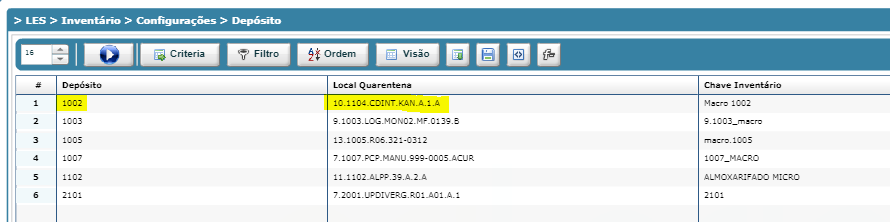 > LES > Inventário > Configurações > Depósito
16 Criteria Filtro Ordem Visão
# Depósito Local Quarentena Chave Inventário
1 1002 10.1104.CDINT.KAN.A.1.A Macro 1002
2 1003 9.1003.LOG.MON02.MF.0139.B 9.1003_macro
3 1005 13.1005.R06.321-0312 macro.1005
4 1007 7.1007.PCP.MANU.999-0005.ACUR 1007_MACRO
5 1102 11.1102.ALPP.39.A.2.A ALMOXARIFADO MICRO
6 2101 7.2001.UPDIVERG.R01.A01.A.1 2101